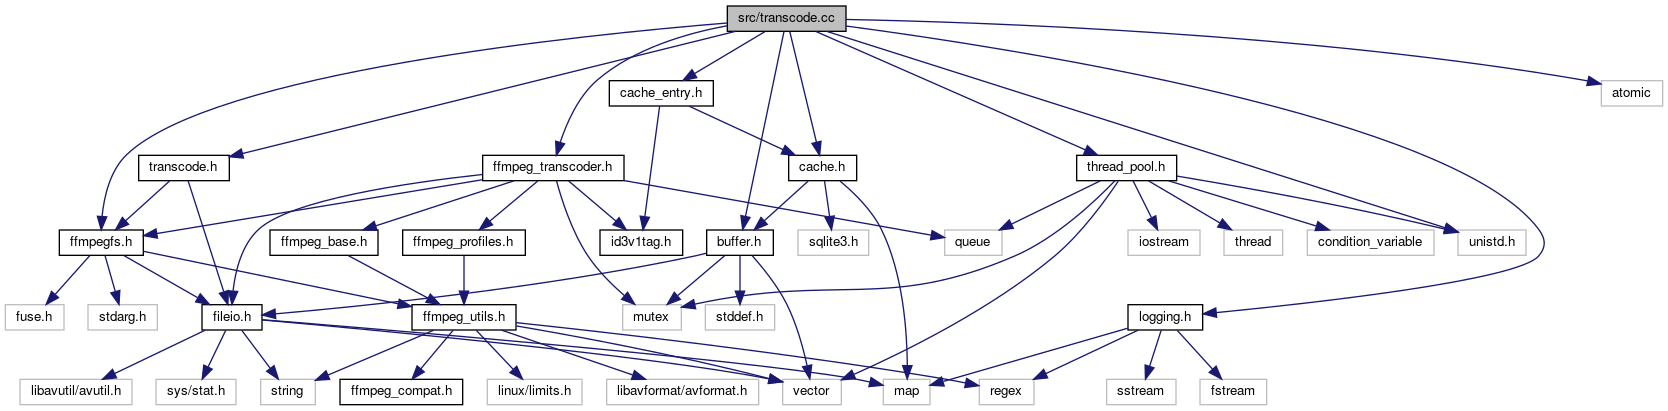 src/transcode.cc
cache_entry.h
atomic
transcode.h
ffmpeg_transcoder.h
cache.h
thread_pool.h
ffmpegfs.h
ffmpeg_base.h
ffmpeg_profiles.h
id3v1tag.h
buffer.h
sqlite3.h
queue
iostream
thread
condition_variable
unistd.h
fuse.h
stdarg.h
fileio.h
ffmpeg_utils.h
mutex
stddef.h
logging.h
libavutil/avutil.h
sys/stat.h
string
ffmpeg_compat.h
linux/limits.h
libavformat/avformat.h
vector
map
regex
sstream
fstream